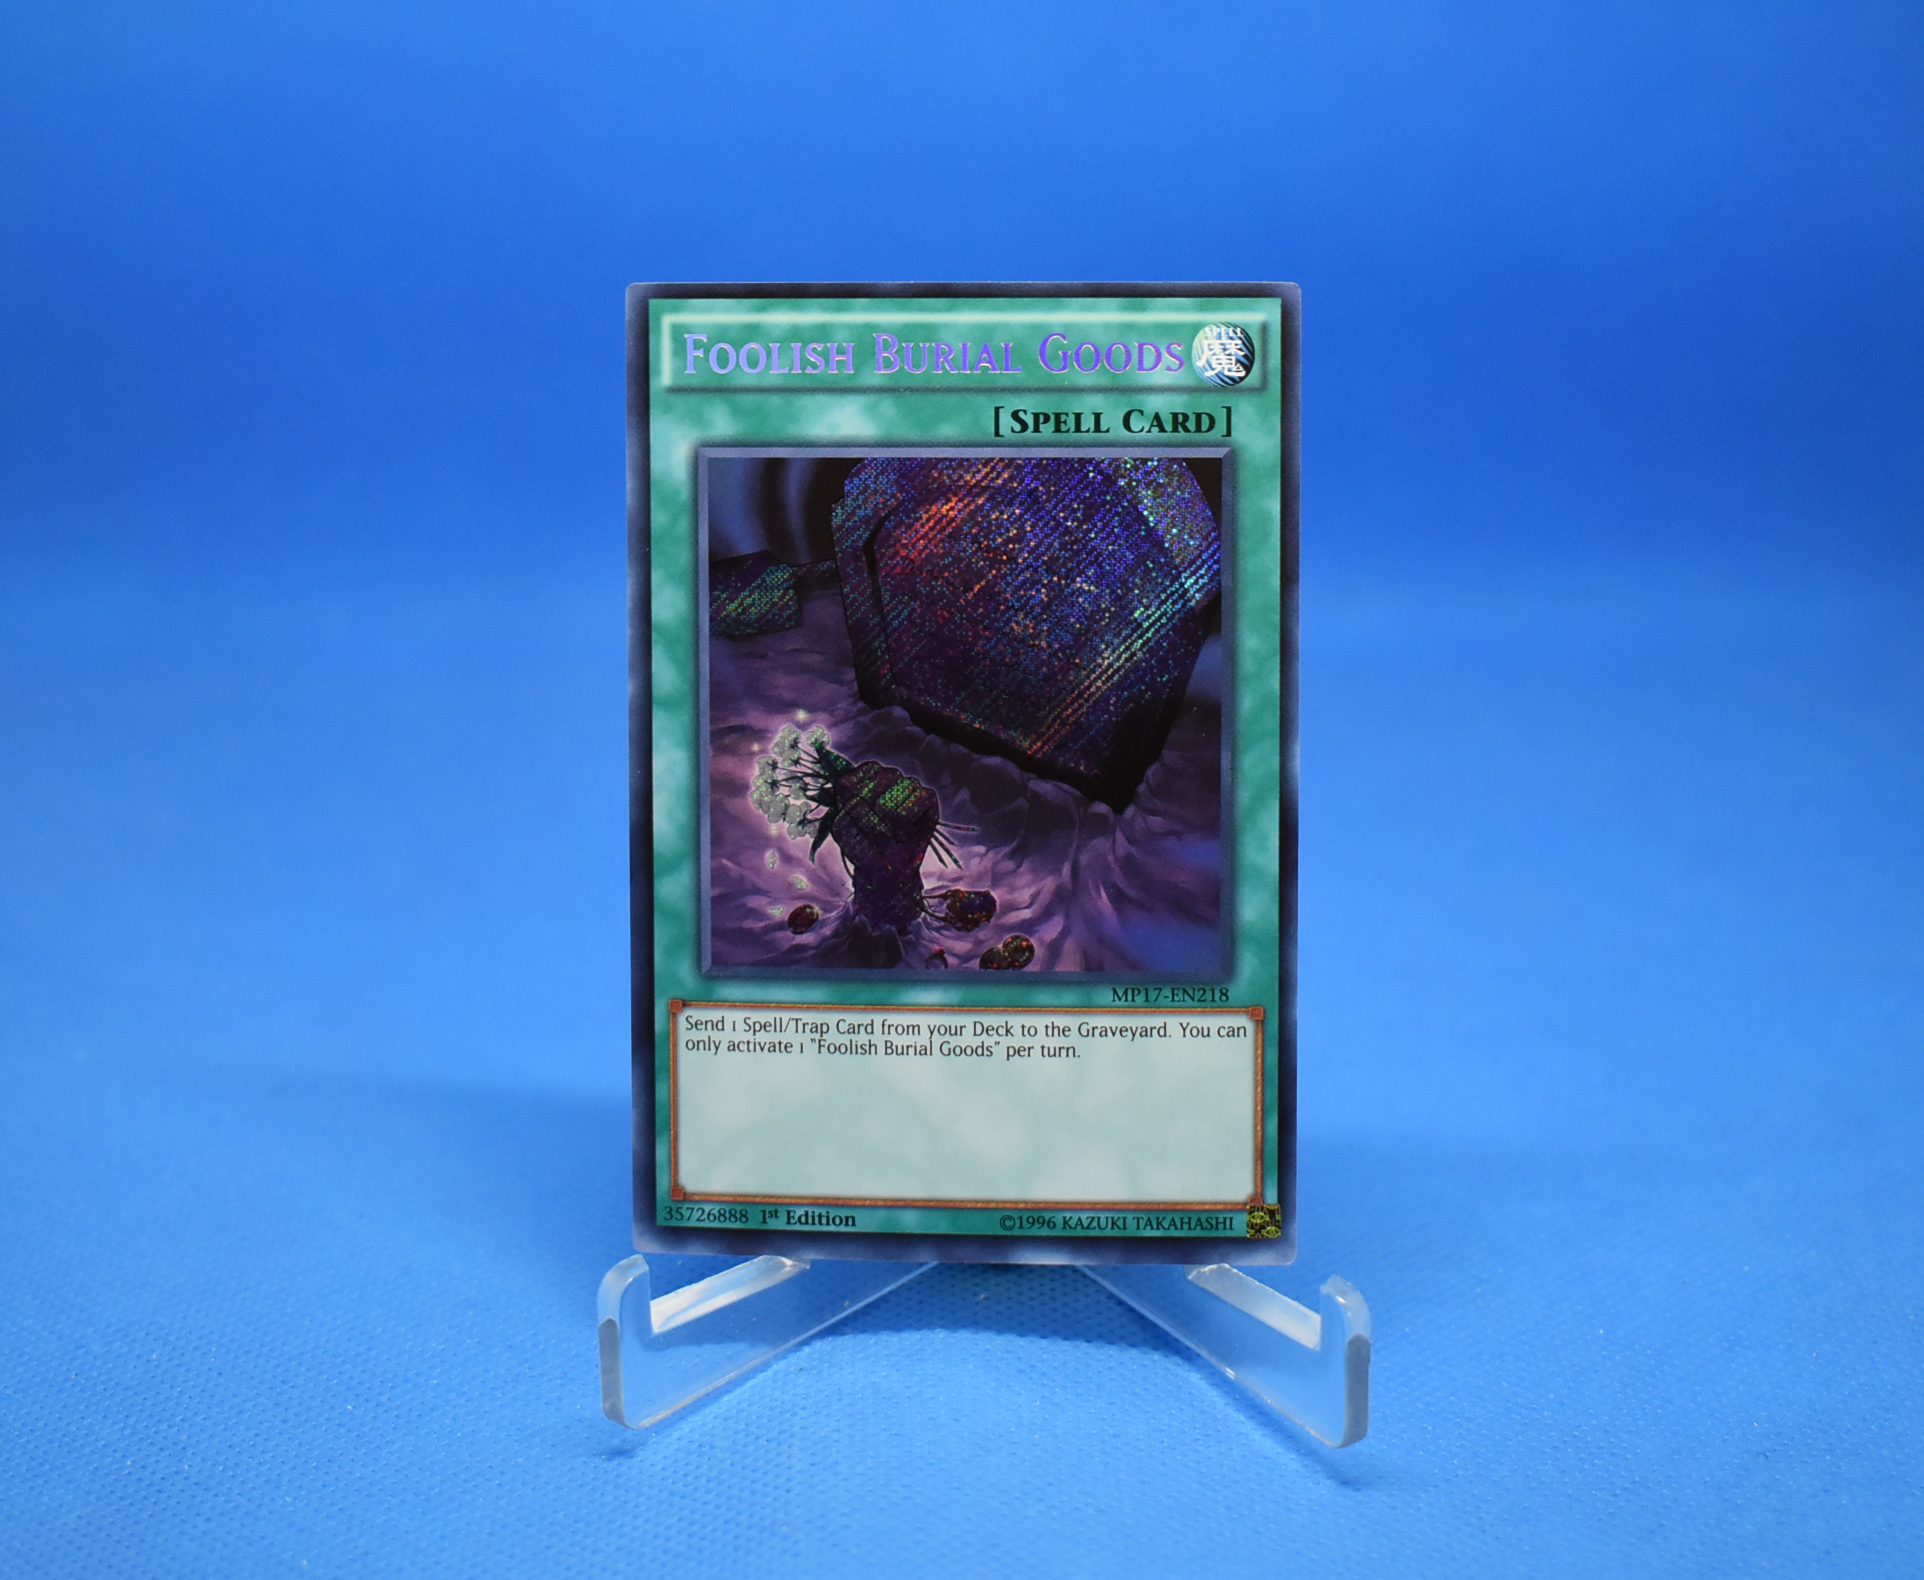 FOOLISH BURIAL GOODS
SPELL
魔
[SPELL CARD]
MP17-EN218
Send 1 Spell/Trap Card from your Deck to the Graveyard. You can
only activate 1 "Foolish Burial Goods" per turn.
35726888 1st Edition
©1996 KAZUKI TAKAHASHI